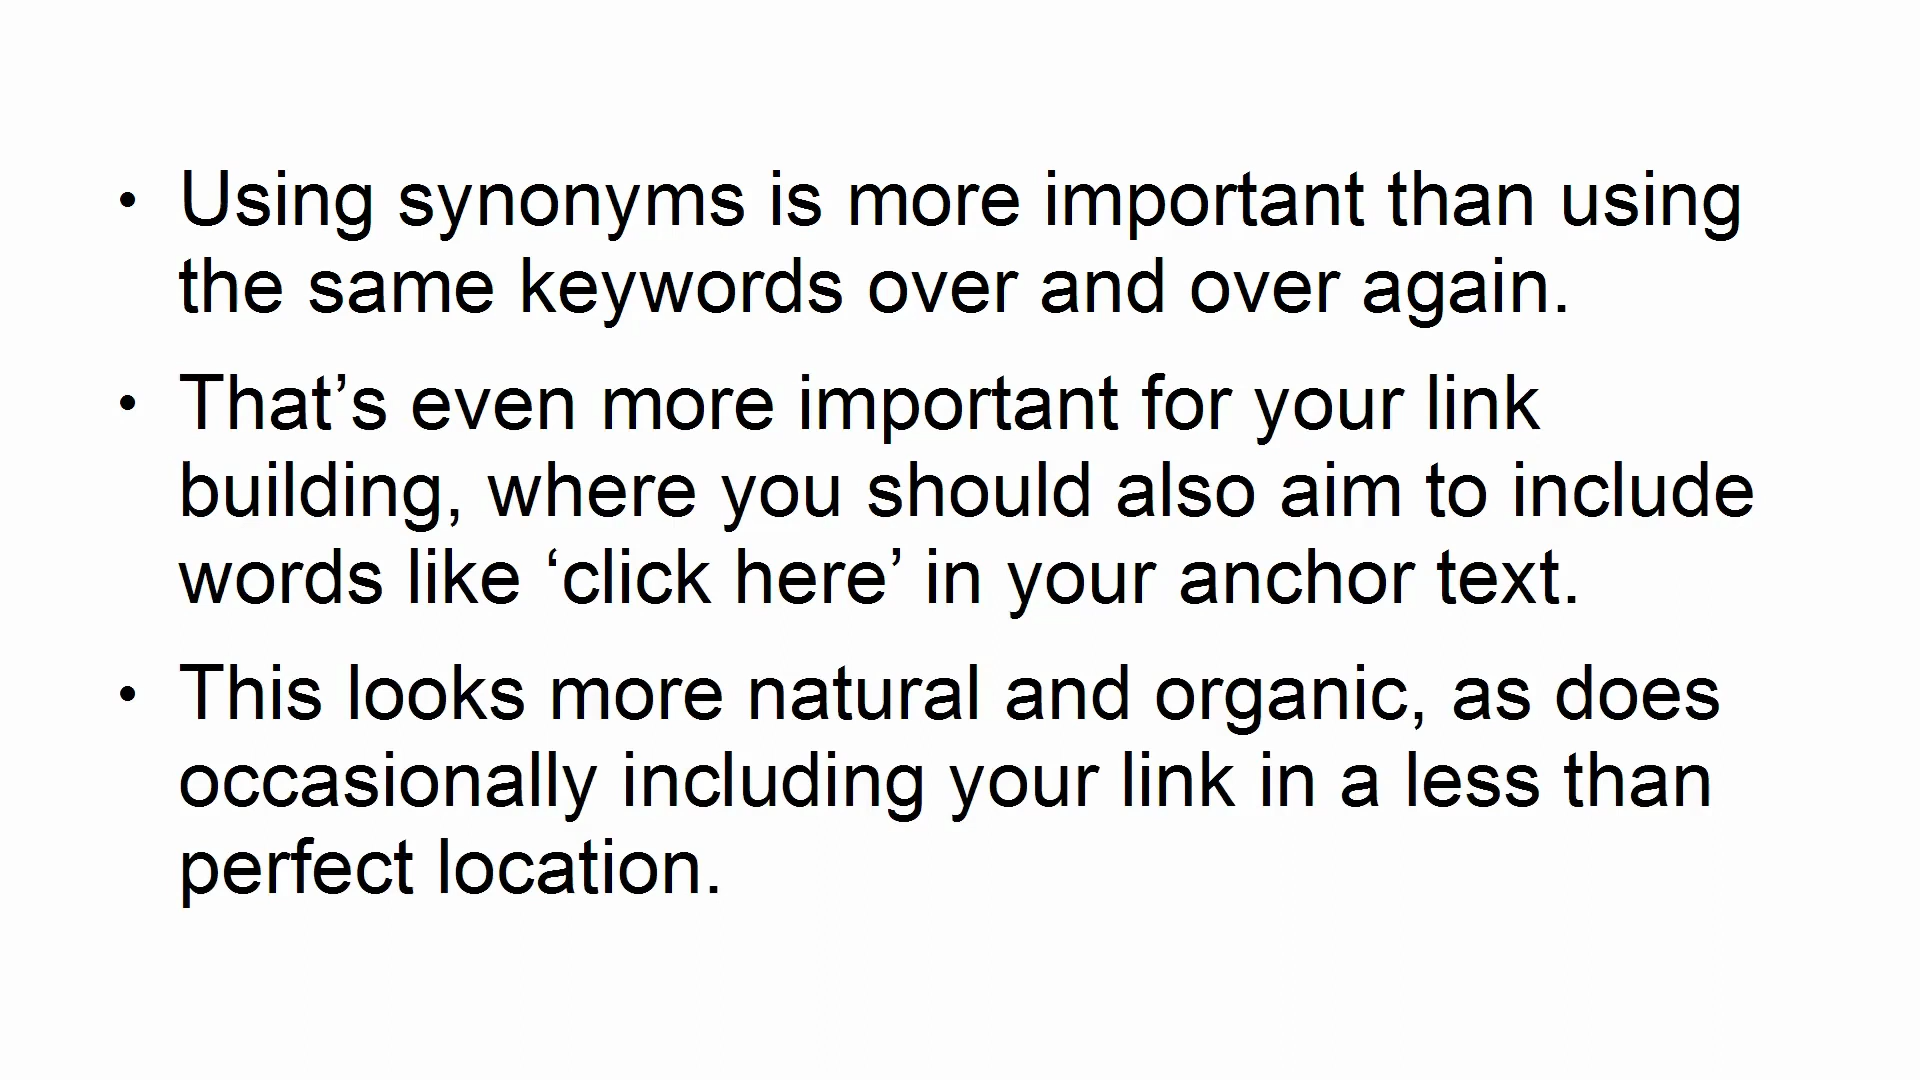 • Using synonyms is more important than using
the same keywords over and over again.
• That’s even more important for your link
building, where you should also aim to include
words like ‘click here’ in your anchor text.
• This looks more natural and organic, as does
occasionally including your link in a less than
perfect location.